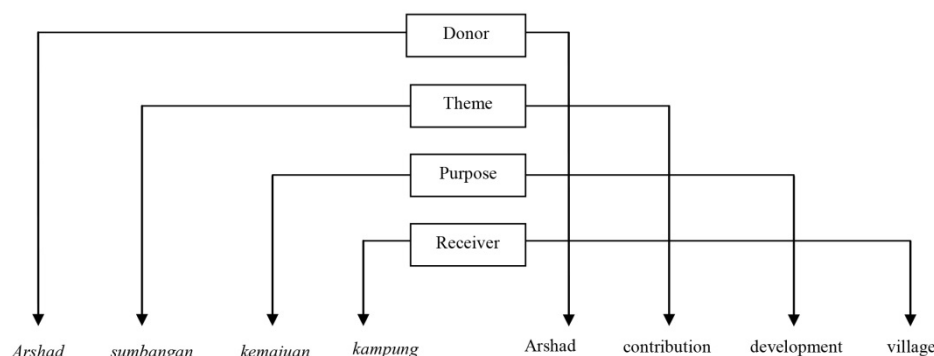 Donor
Theme
Purpose
Receiver
Arshad sumbangan kemajuan kampung Arshad contribution development village